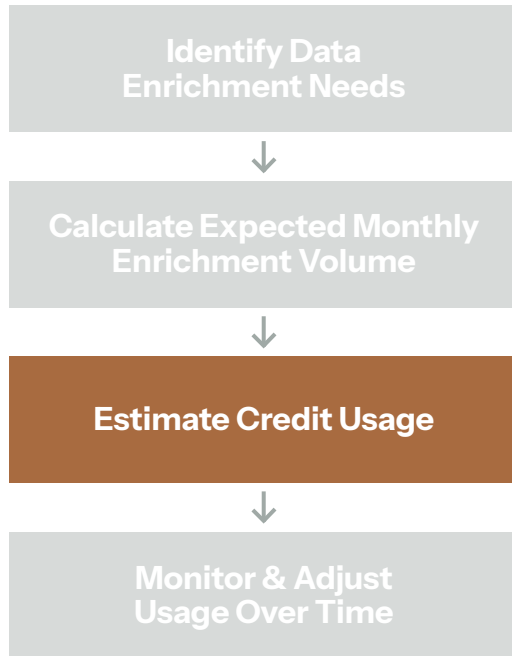 Identify Data
Enrichment Needs
Calculate Expected Monthly
Enrichment Volume
Estimate Credit Usage
Monitor & Adjust
Usage Over Time